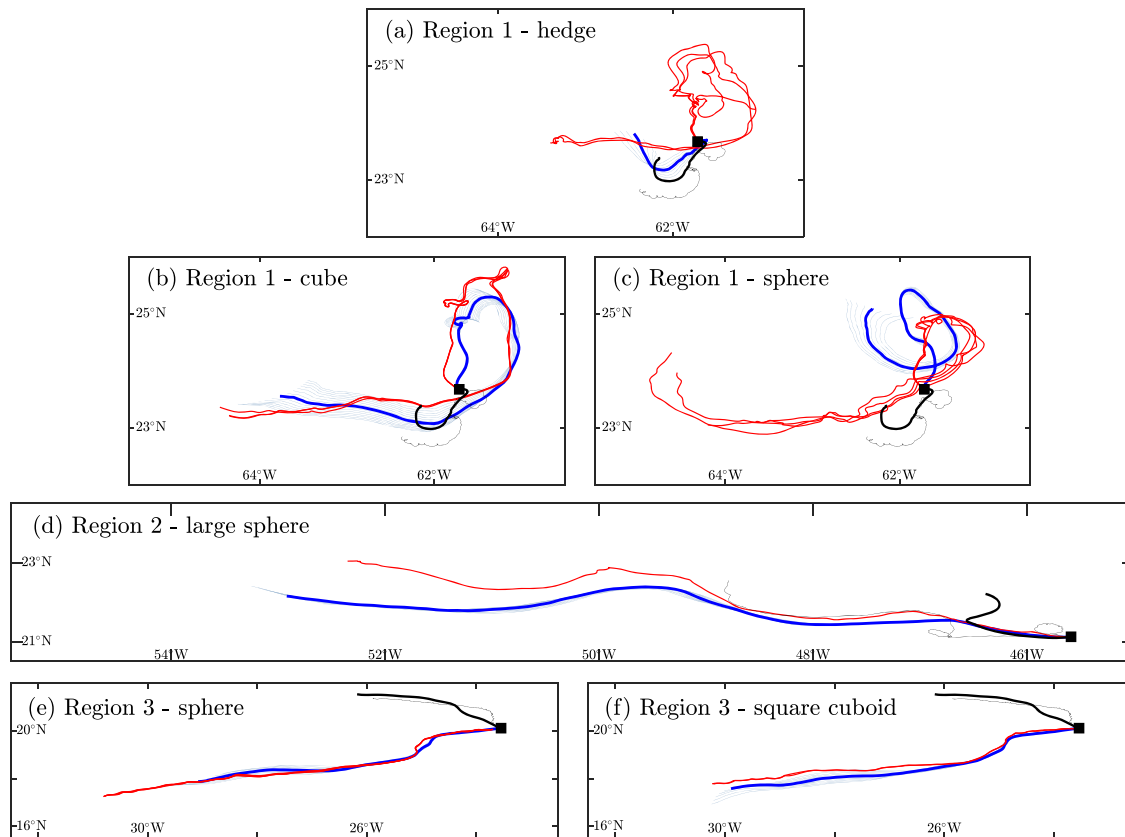 (a) Region 1 - hedge
25°N
23°N
64°W 62°W
(b) Region 1 - cube
25°N
23°N
64°W 62°W
(c) Region 1 - sphere
25°N
23°N
64°W 62°W
(d) Region 2 - large sphere
23°N
21°N
54°W 52°W 50°W 48°W 46°W
(e) Region 3 - sphere
20°N
16°N
30°W 26°W
(f) Region 3 - square cuboid
20°N
16°N
30°W 26°W